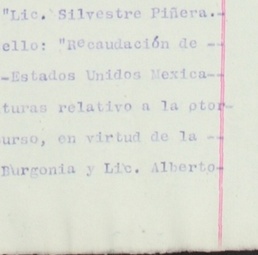 "Lic. Silvestre Piñera.-
ello: "Recaudación de --
-Estados Unidos Mexica--
turas relativo a la otor-
urso, en virtud de la --
Burgonia y Lic. Alberto-